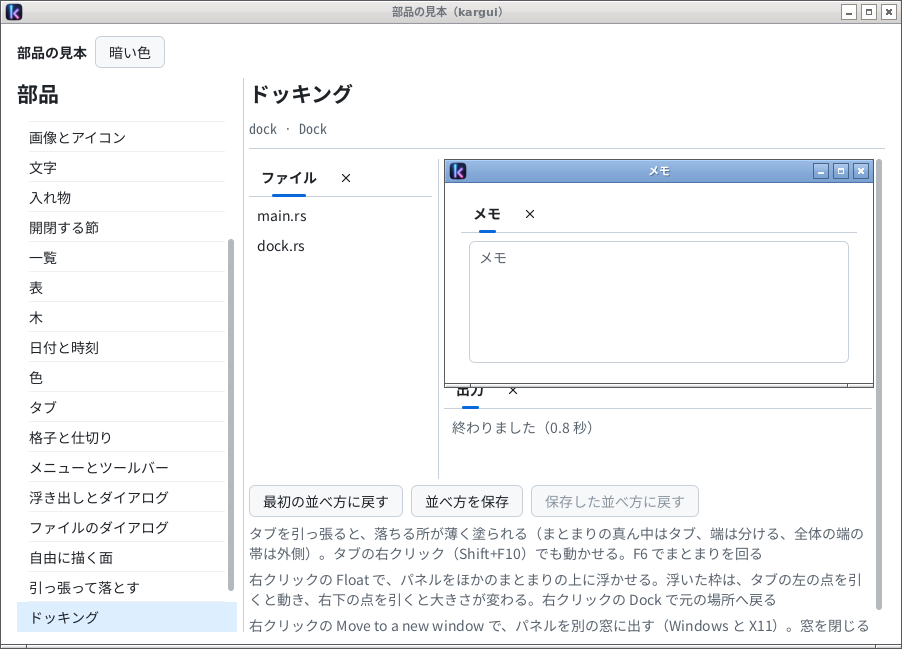 部品の見本（kargui）
部品の見本 暗い色
部品
画像とアイコン
文字
入れ物
開閉する節
一覧
表
木
日付と時刻
色
タブ
格子と仕切り
メニューとツールバー
浮き出しとダイアログ
ファイルのダイアログ
自由に描く面
引っ張って落とす
ドッキング
ドッキング
dock · Dock
ファイル ×
main.rs
dock.rs
メモ
メモ ×
メモ
出力 ×
終わりました（0.8 秒）
最初の並べ方に戻す 並べ方を保存 保存した並べ方に戻す
タブを引っ張ると、落ちる所が薄く塗られる（まとまりの真ん中はタブ、端は分ける、全体の端の
帯は外側）。タブの右クリック（Shift+F10）でも動かせる。F6 でまとまりを回る
右クリックの Float で、パネルをほかのまとまりの上に浮かせる。浮いた枠は、タブの左の点を引
くと動き、右下の点を引くと大きさが変わる。右クリックの Dock で元の場所へ戻る
右クリックの Move to a new window で、パネルを別の窓に出す（Windows と X11）。窓を閉じる